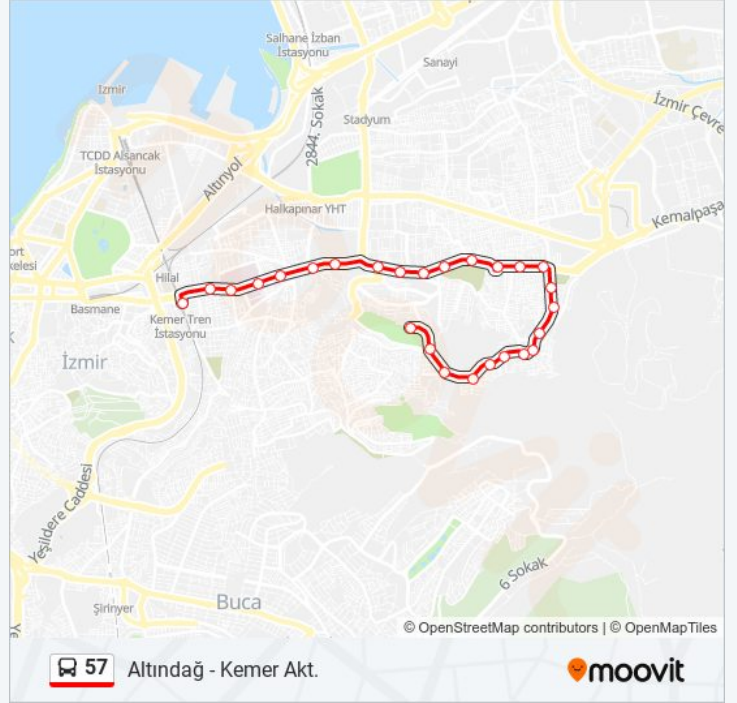 Salhane İzban
İstasyonu
Sanayi
Izmir
İzmir Çevre
2844. Sokak
Stadyum
TCDD Alsancak
İstasyonu
Altınyol
Halkapınar YHT
Kemalpaşa
ort
kelesi
Hilal
Basmane
Kemer Tren
İstasyonu
K
İzmir
Yeşildere Caddesi
6 Sokak
Şirinyer
Buca
Ye
© OpenStreetMap contributors | © OpenMapTiles
57 Altındağ - Kemer Akt.
moovit